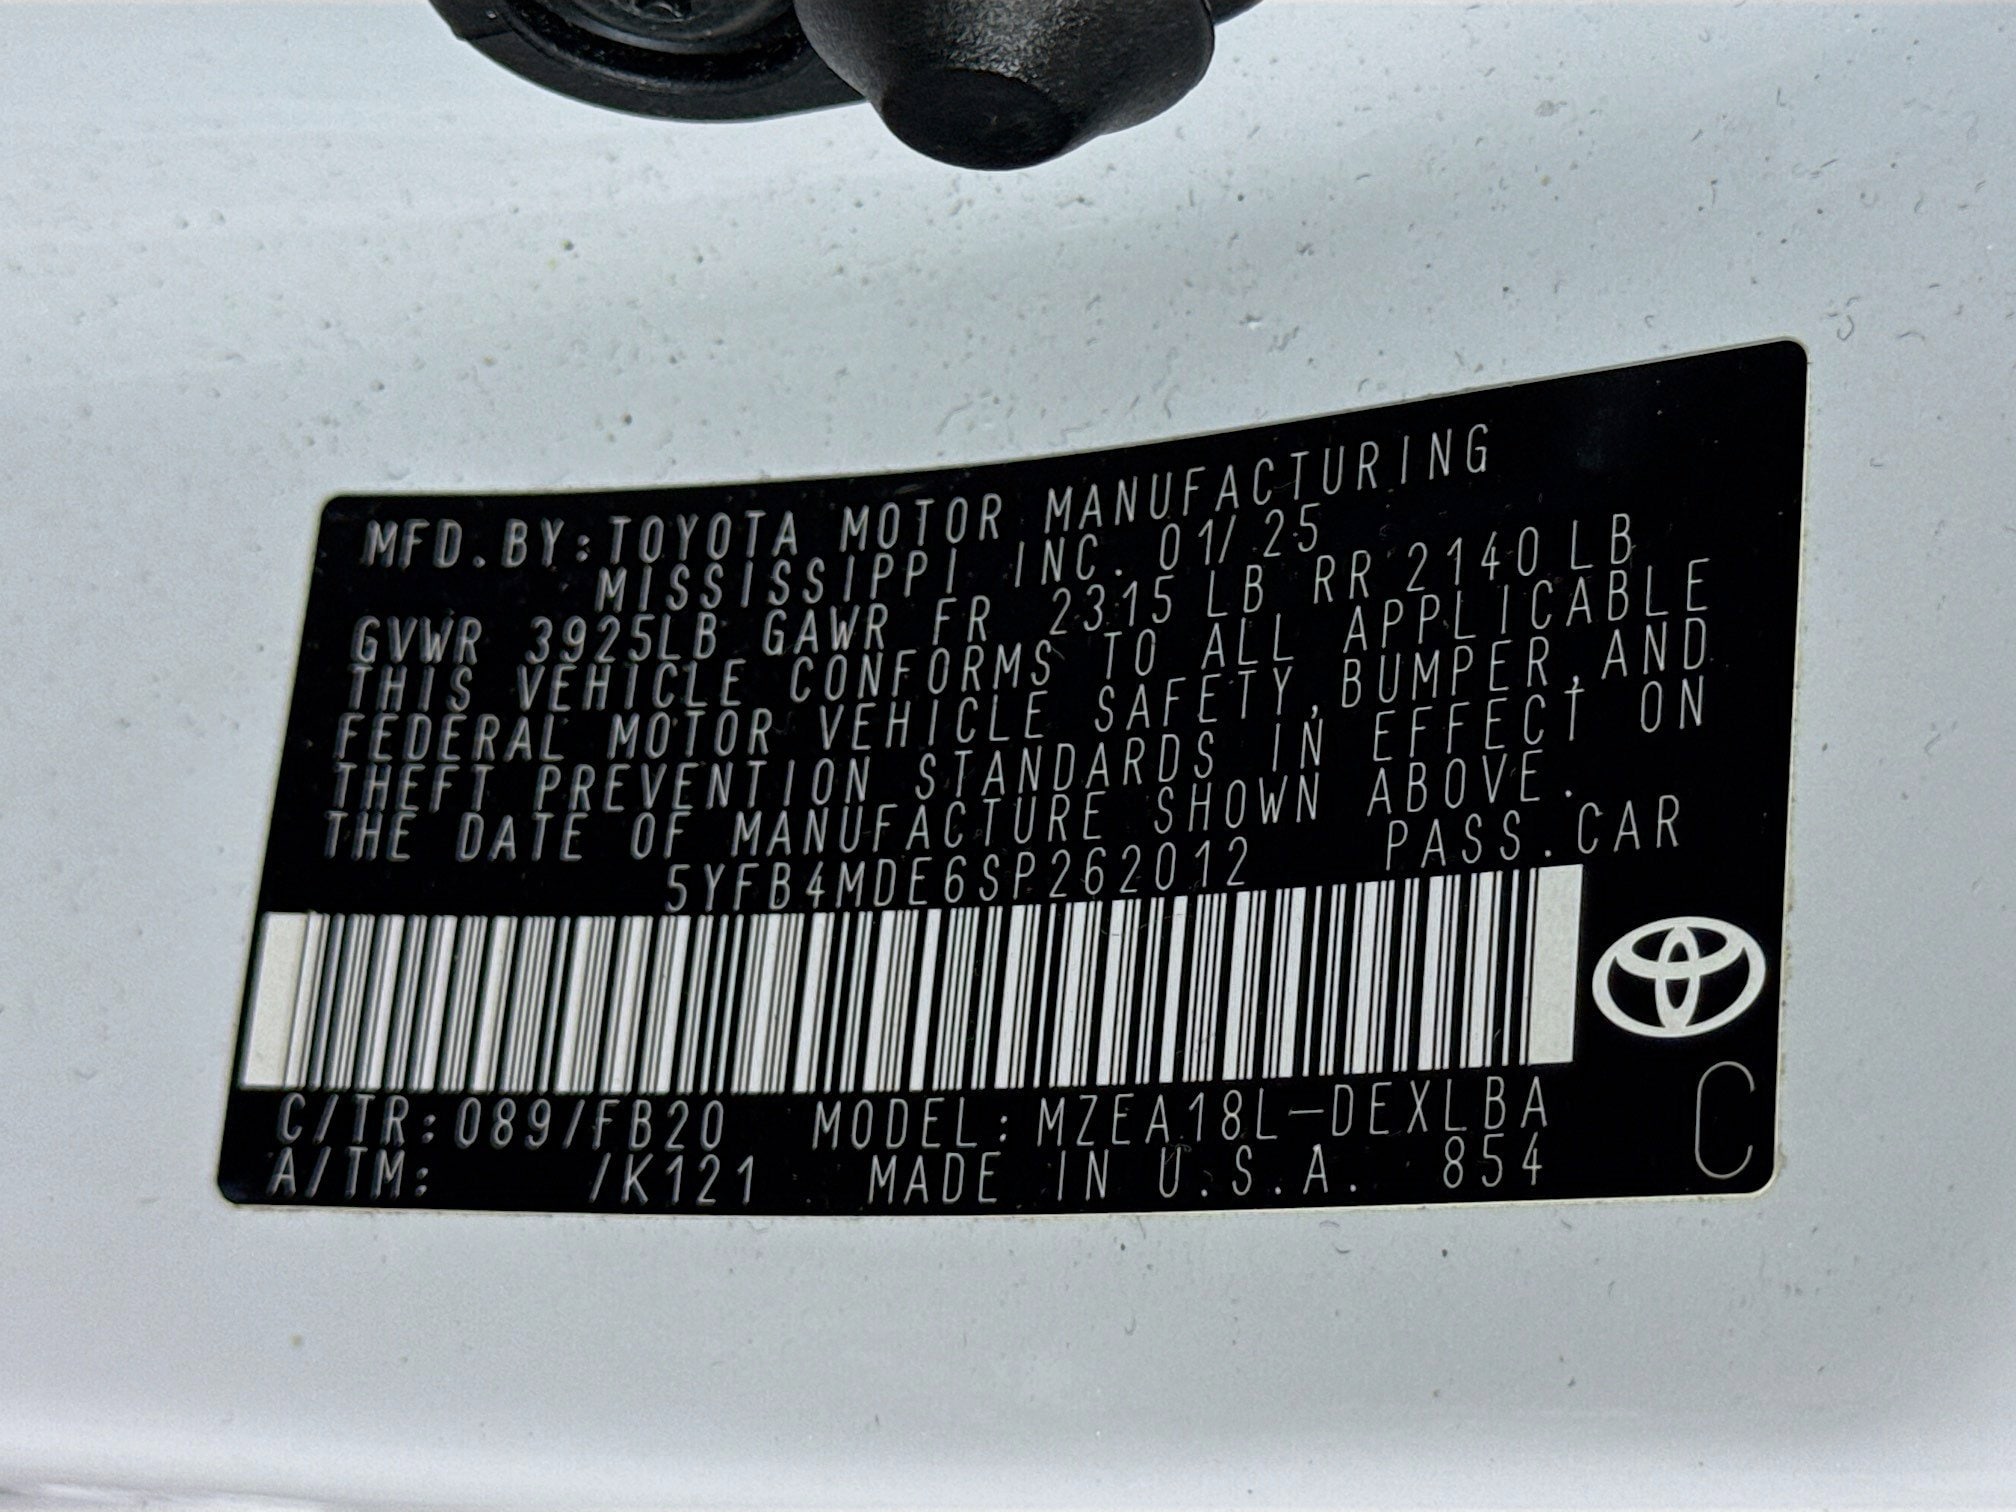 MFD.BY:TOYOTA MOTOR MANUFACTURING
MISSISSIPPI INC. 01/25
GVWR 3925LB GAWR FR 2315 LB RR 2140 LB
THIS VEHICLE CONFORMS TO ALL APPLICABLE
FEDERAL MOTOR VEHICLE SAFETY,BUMPER,AND
THEFT PREVENTION STANDARDS IN EFFECT ON
THE DATE OF MANUFACTURE SHOWN ABOVE.
5YFB4MDE6SP262012 PASS.CAR
C/TR:089/FB20 MODEL:MZEA18L-DEXLBA
A/TM: /K121 MADE IN U.S.A. 854
C